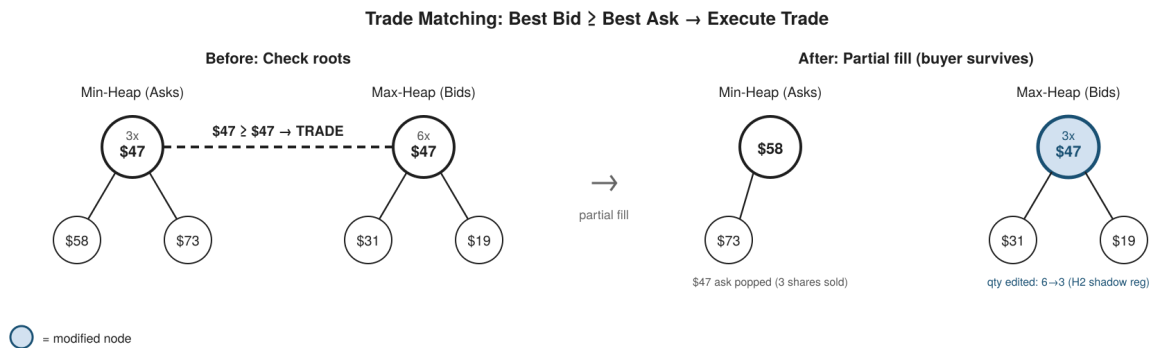 Trade Matching: Best Bid ≥ Best Ask → Execute Trade
Before: Check roots
Min-Heap (Asks)
Max-Heap (Bids)
3x
$47
$47 ≥ $47 → TRADE
6x
$47
$58
$73
$31
$19
→
partial fill
After: Partial fill (buyer survives)
Min-Heap (Asks)
Max-Heap (Bids)
$58
3x
$47
$73
$31
$19
$47 ask popped (3 shares sold)
qty edited: 6→3 (H2 shadow reg)
= modified node